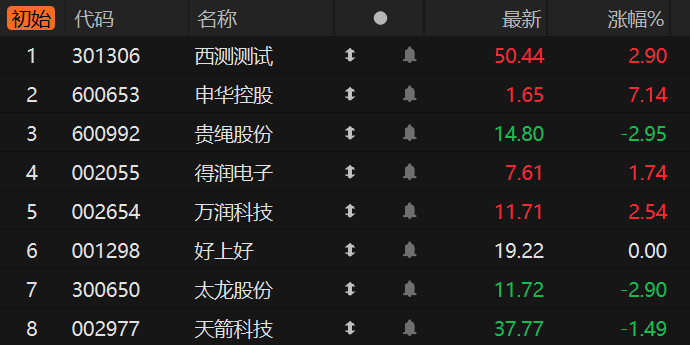 初始 代码 名称 最新 涨幅%
1 301306 西测测试 50.44 2.90
2 600653 申华控股 1.65 7.14
3 600992 贵绳股份 14.80 -2.95
4 002055 得润电子 7.61 1.74
5 002654 万润科技 11.71 2.54
6 001298 好上好 19.22 0.00
7 300650 太龙股份 11.72 -2.90
8 002977 天箭科技 37.77 -1.49